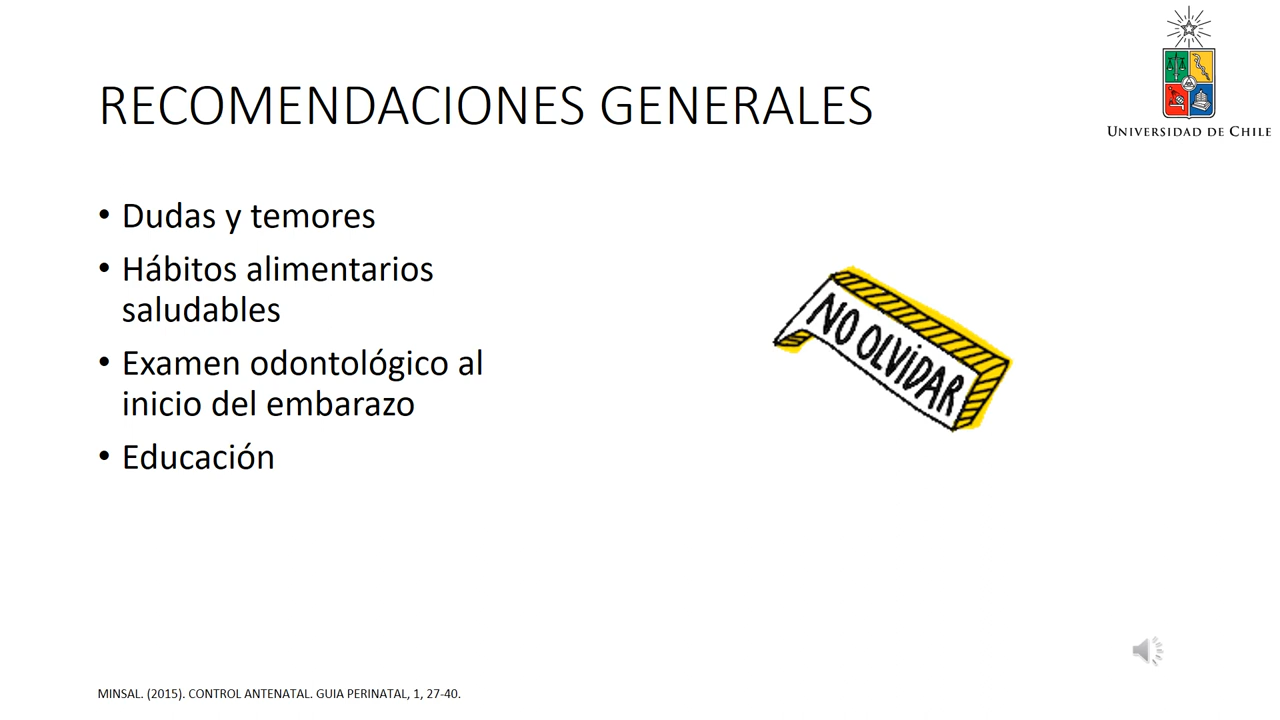 UNIVERSIDAD DE CHILE
RECOMENDACIONES GENERALES
• Dudas y temores
• Hábitos alimentarios
saludables
• Examen odontológico al
inicio del embarazo
• Educación
NO OLVIDAR
MINSAL. (2015). CONTROL ANTENATAL. GUIA PERINATAL, 1, 27-40.